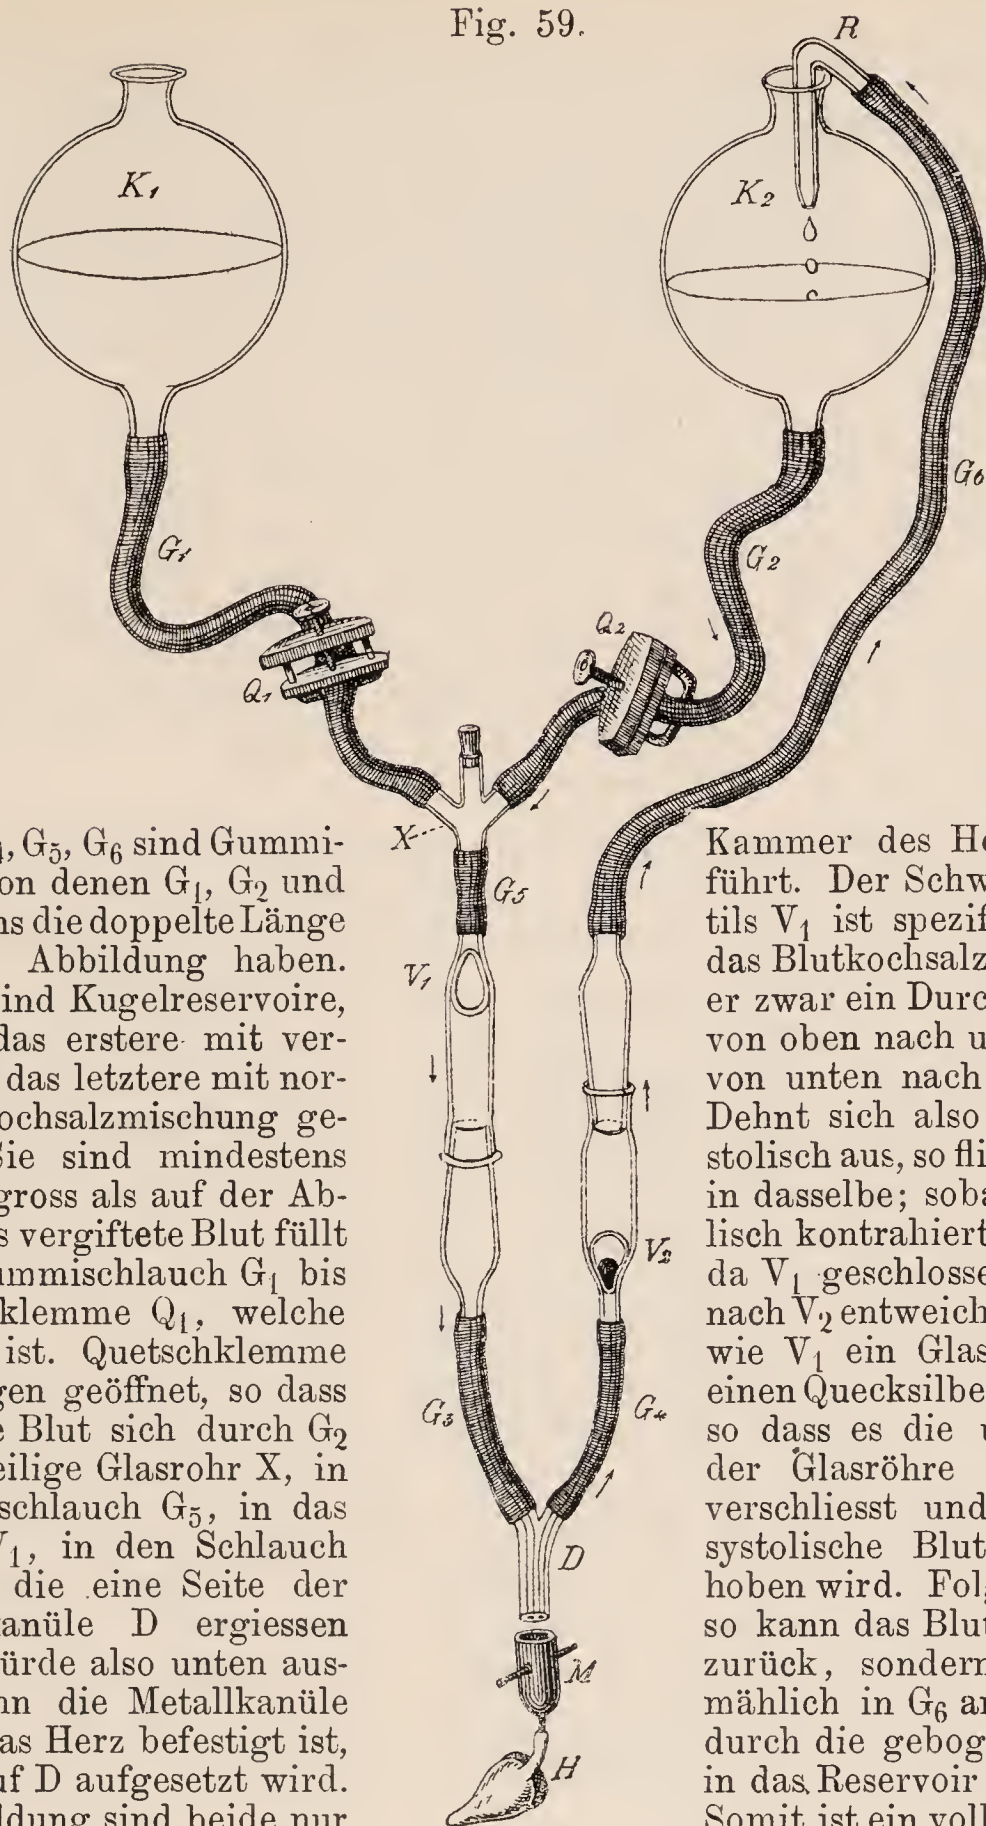 Fig. 59.
R
K1
K2
G1
G2
G6
Q1
Q2
X
G5
V1
V2
G3
G4
D
M
H
G5, G6 sind Gummi-
denen G1, G2 und
die doppelte Länge
Abbildung haben.
ind Kugelreservoire,
das erstere mit ver-
das letztere mit nor-
ochsalzmischung ge-
Sie sind mindestens
gross als auf der Ab-
vergiftete Blut füllt
ummischlauch G1 bis
klemme Q1, welche
ist. Quetschklemme
gen geöffnet, so dass
Blut sich durch G2
eilige Glasrohr X, in
schlauch G5, in das
V1, in den Schlauch
die eine Seite der
anüle D ergiessen
ürde also unten aus-
nn die Metallkanüle
as Herz befestigt ist,
uf D aufgesetzt wird.
ldung sind beide nur
Kammer des He
führt. Der Schw
tils V1 ist spezif
das Blutkochsalz
er zwar ein Durc
von oben nach u
von unten nach
Dehnt sich also
stolisch aus, so fli
in dasselbe; soba
lisch kontrahiert
da V1 geschlosse
nach V2 entweich
wie V1 ein Glas
einen Quecksilbe
so dass es die u
der Glasröhre
verschliesst und
systolische Blut
hoben wird. Fol
so kann das Blut
zurück, sondern
mählich in G6 an
durch die gebog
in das Reservoir
Somit ist ein voll